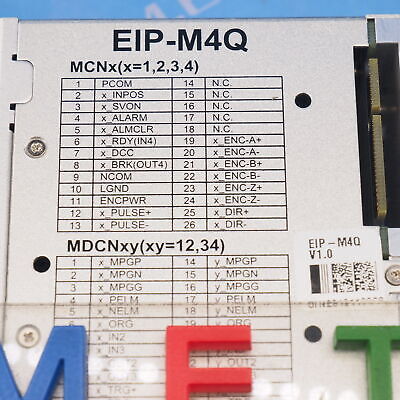 EIP-M4Q
MCNx(x=1,2,3,4)
1 PCOM 14 N.C.
2 x_INPOS 15 N.C.
3 x_SVON 16 N.C.
4 x_ALARM 17 N.C.
5 x_ALMCLR 18 N.C.
6 x_RDY(IN4) 19 x_ENC-A+
7 x_DCC 20 x_ENC-A-
8 x_BRK(OUT4) 21 x_ENC-B+
9 NCOM 22 x_ENC-B-
10 LGND 23 x_ENC-Z+
11 ENCPWR 24 x_ENC-Z-
12 x_PULSE+ 25 x_DIR+
13 x_PULSE- 26 x_DIR-
MDCNxy(xy=12,34)
1 x_MPGP 14 y_MPGP
2 x_MPGN 15 y_MPGN
3 x_MPGG 16 y_MPGG
4 x_PELM 17 y_PELM
5 x_NELM 18 y_NELM
6 x_ORG 19 y_ORG
x_IN2
x_IN3
x_TRG+
EIP-M4Q
V1.0
M E T